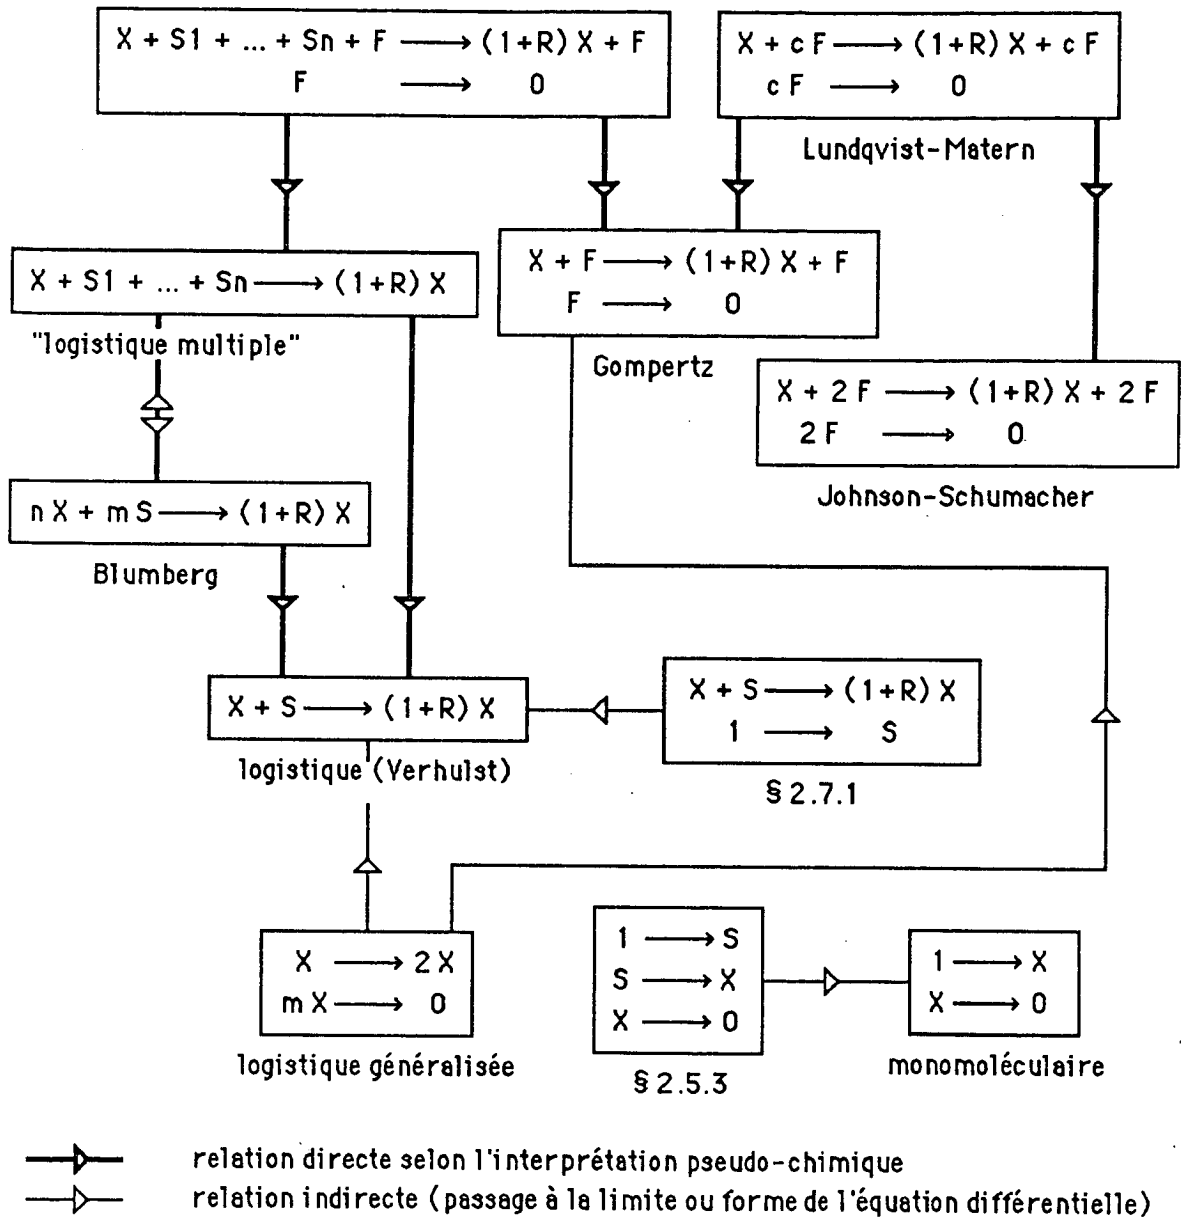 X + S1 + ... + Sn + F ⟶ (1+R) X + F
F ⟶ 0
X + c F ⟶ (1+R) X + c F
c F ⟶ 0
Lundqvist-Matern
X + S1 + ... + Sn ⟶ (1+R) X
"logistique multiple"
X + F ⟶ (1+R) X + F
F ⟶ 0
Gompertz
X + 2 F ⟶ (1+R) X + 2 F
2 F ⟶ 0
Johnson-Schumacher
n X + m S ⟶ (1+R) X
Blumberg
X + S ⟶ (1+R) X
logistique (Verhulst)
X + S ⟶ (1+R) X
1 ⟶ S
§ 2.7.1
X ⟶ 2 X
m X ⟶ 0
logistique généralisée
1 ⟶ S
S ⟶ X
X ⟶ 0
§ 2.5.3
1 ⟶ X
X ⟶ 0
monomoléculaire
relation directe selon l'interprétation pseudo-chimique
relation indirecte (passage à la limite ou forme de l'équation différentielle)